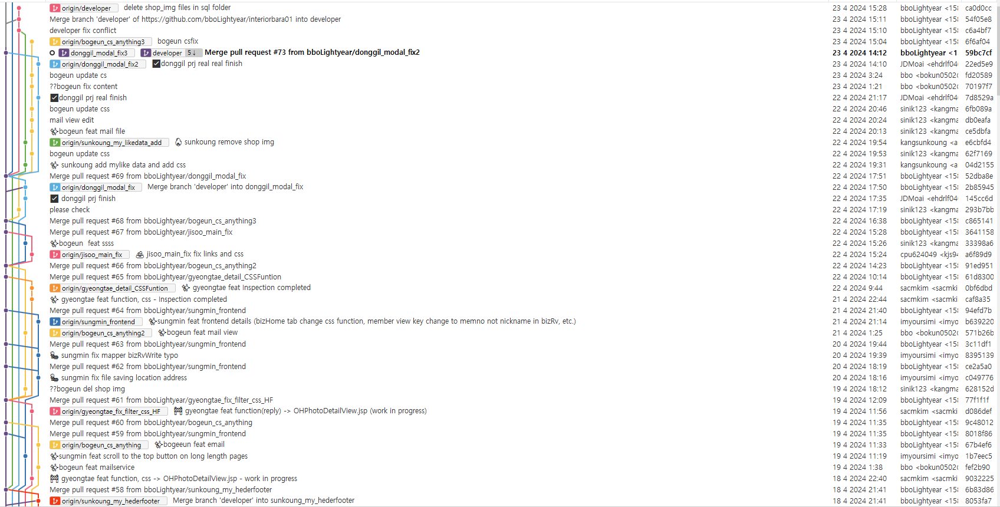 origin/developer delete shop_img files in sql folder 23 4 2024 15:28 bboLightyear <15 ca0d0cc
Merge branch 'developer' of https://github.com/bboLightyear/interiorbara01 into developer 23 4 2024 15:11 bboLightyear <15 54f05e8
developer fix conflict 23 4 2024 15:10 bboLightyear <15 c6a4bf7
origin/bogeun_cs_anything3 bogeun csfix 23 4 2024 15:04 bboLightyear <15 6f6af04
donggil_modal_fix3 developer 5↓ Merge pull request #73 from bboLightyear/donggil_modal_fix2 23 4 2024 14:12 bboLightyear <1 59bc7cf
origin/donggil_modal_fix2 donggil prj real real finish 23 4 2024 14:10 JDMoai <ehdrlf04 22ed5e9
bogeun update cs 23 4 2024 3:24 bbo <bokun0502 fd20589
??bogeun fix content 23 4 2024 1:21 bbo <bokun0502 70197f7
donggil prj real finish 22 4 2024 21:17 JDMoai <ehdrlf04 7d8529a
bogeun update css 22 4 2024 20:46 sinik123 <kangma 6fb089a
mail view edit 22 4 2024 20:24 sinik123 <kangma db0eafa
bogeun feat mail file 22 4 2024 20:13 sinik123 <kangma ce5dbfa
origin/sunkoung_my_likedata_add sunkoung remove shop img 22 4 2024 19:54 kangsunkoung <a e6cbfd4
bogeun update css 22 4 2024 19:53 sinik123 <kangma 62f7169
sunkoung add mylike data and add css 22 4 2024 19:31 kangsunkoung <a 04d2155
Merge pull request #69 from bboLightyear/donggil_modal_fix 22 4 2024 17:51 bboLightyear <15 52dba8e
origin/donggil_modal_fix Merge branch 'developer' into donggil_modal_fix 22 4 2024 17:50 bboLightyear <15 2b85945
donggil prj finish 22 4 2024 17:35 JDMoai <ehdrlf04 145cc6d
please check 22 4 2024 17:19 sinik123 <kangma 293b7bb
Merge pull request #68 from bboLightyear/bogeun_cs_anything3 22 4 2024 16:38 bboLightyear <15 c865141
Merge pull request #67 from bboLightyear/jisoo_main_fix 22 4 2024 15:28 bboLightyear <15 3641158
bogeun feat ssss 22 4 2024 15:26 sinik123 <kangma 33398a6
origin/jisoo_main_fix jisoo_main_fix fix links and css 22 4 2024 15:24 cpu624049 <kjs94 a6f89d9
Merge pull request #66 from bboLightyear/bogeun_cs_anything2 22 4 2024 14:23 bboLightyear <15 91ed951
Merge pull request #65 from bboLightyear/gyeongtae_detail_CSSFuntion 22 4 2024 10:14 bboLightyear <15 61d8300
origin/gyeongtae_detail_CSSFuntion gyeongtae feat Inspection completed 22 4 2024 9:44 sacmkim <sacmki 0bf6dbd
gyeongtae feat function, css - Inspection completed 21 4 2024 22:44 sacmkim <sacmki caf8a35
Merge pull request #64 from bboLightyear/sungmin_frontend 21 4 2024 21:40 bboLightyear <15 94efd7b
origin/sungmin_frontend sungmin feat frontend details (bizHome tab change css function, member view key change to memno not nickname in bizRv, etc.) 21 4 2024 21:14 imyoursimi <imyo b639220
origin/bogeun_cs_anything2 bogeun feat mail view 21 4 2024 1:25 bbo <bokun0502 571b26b
Merge pull request #63 from bboLightyear/sungmin_frontend 20 4 2024 19:44 bboLightyear <15 3c11df1
sungmin fix mapper bizRvWrite typo 20 4 2024 19:39 imyoursimi <imyo 8395139
Merge pull request #62 from bboLightyear/sungmin_frontend 20 4 2024 18:19 bboLightyear <15 ce2a5a0
sungmin fix file saving location address 20 4 2024 18:16 imyoursimi <imyo c049776
??bogeun del shop img 19 4 2024 18:12 sinik123 <kangma 628152d
Merge pull request #61 from bboLightyear/gyeongtae_fix_filter_css_HF 19 4 2024 12:09 bboLightyear <15 77f1f1f
origin/gyeongtae_fix_filter_css_HF gyeongtae feat function(reply) -> OHPhotoDetailView.jsp (work in progress) 19 4 2024 11:56 sacmkim <sacmki d086def
Merge pull request #60 from bboLightyear/bogeun_cs_anything 19 4 2024 11:35 bboLightyear <15 9c48012
Merge pull request #59 from bboLightyear/sungmin_frontend 19 4 2024 11:35 bboLightyear <15 8018f86
origin/bogeun_cs_anything bogeeun feat email 19 4 2024 11:33 bboLightyear <15 67b4ef6
sungmin feat scroll to the top button on long length pages 19 4 2024 11:19 imyoursimi <imyo 1b7eec5
bogeun feat mailservice 19 4 2024 1:38 bbo <bokun0502 fef2b90
gyeongtae feat function, css -> OHPhotoDetailView.jsp - work in progress 18 4 2024 22:40 sacmkim <sacmki 9032225
Merge pull request #58 from bboLightyear/sunkoung_my_hederfooter 18 4 2024 21:41 bboLightyear <15 6b83d86
origin/sunkoung_my_hederfooter Merge branch 'developer' into sunkoung_my_hederfooter 18 4 2024 21:41 bboLightyear <15 8053fa7